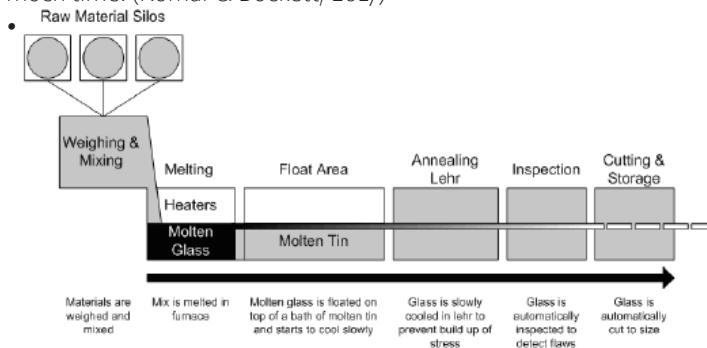 •
Raw Material Silos
Weighing &
Mixing
Melting
Float Area
Annealing
Lehr
Inspection
Cutting &
Storage
Heaters
Molten
Glass
Molten Tin
Materials are
weighed and
mixed
Mix is melted in
furnace
Molten glass is floated on
top of a bath of molten tin
and starts to cool slowly
Glass is slowly
cooled in lehr to
prevent build up of
stress
Glass is
automatically
inspected to
detect flaws
Glass is
automatically
cut to size